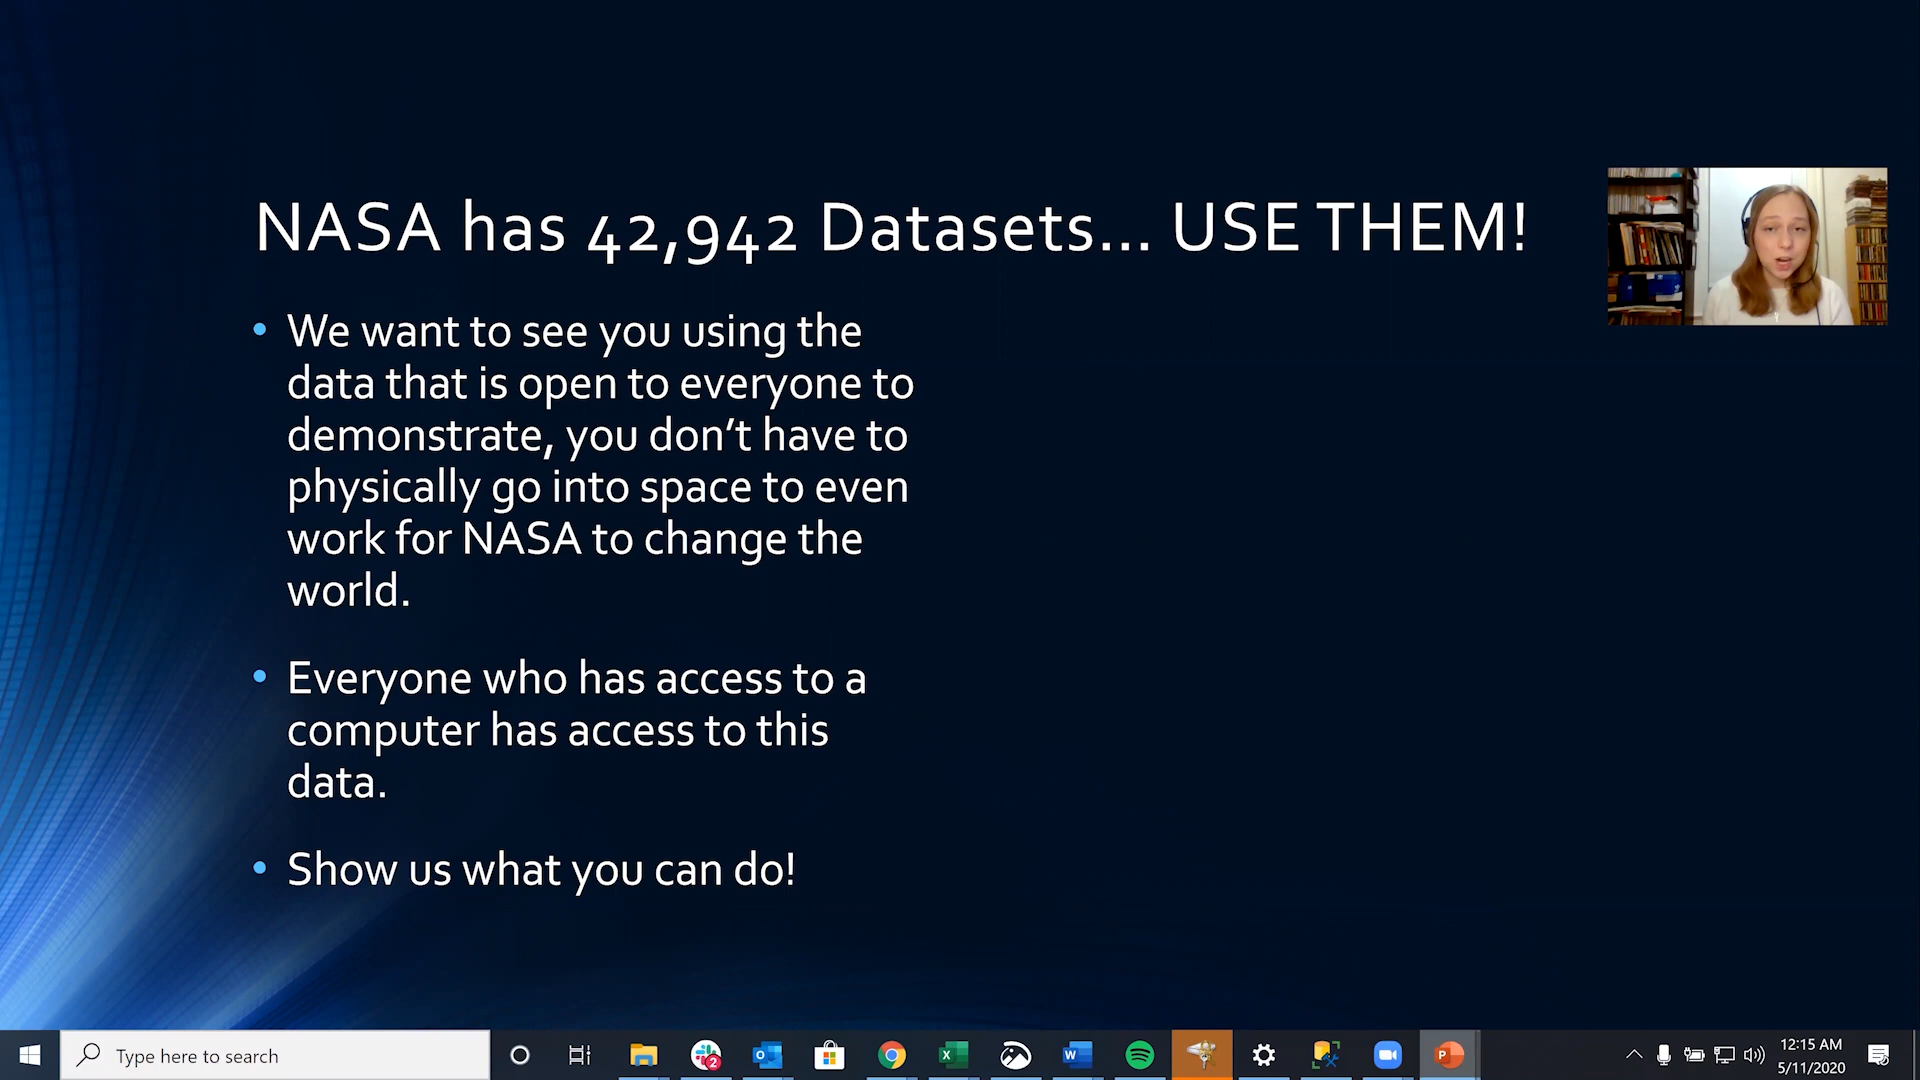 NASA has 42,942 Datasets... USE THEM!
• We want to see you using the
data that is open to everyone to
demonstrate, you don’t have to
physically go into space to even
work for NASA to change the
world.
• Everyone who has access to a
computer has access to this
data.
• Show us what you can do!
Type here to search
2
12:15 AM
5/11/2020